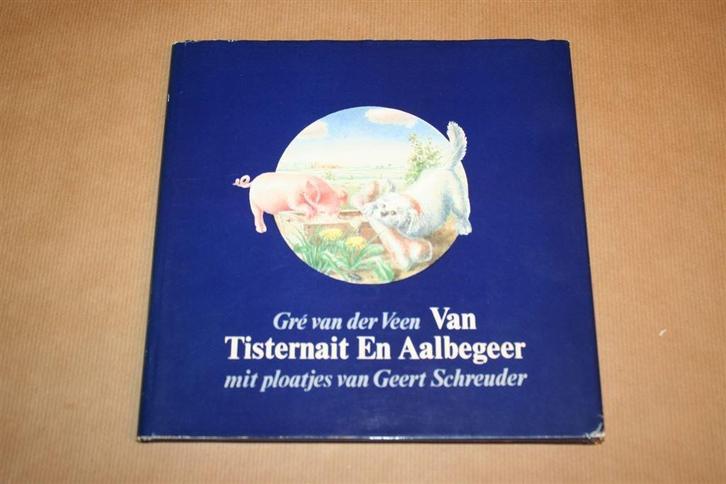 Gré van der Veen Van
Tisternait En Aalbegeer
mit ploatjes van Geert Schreuder